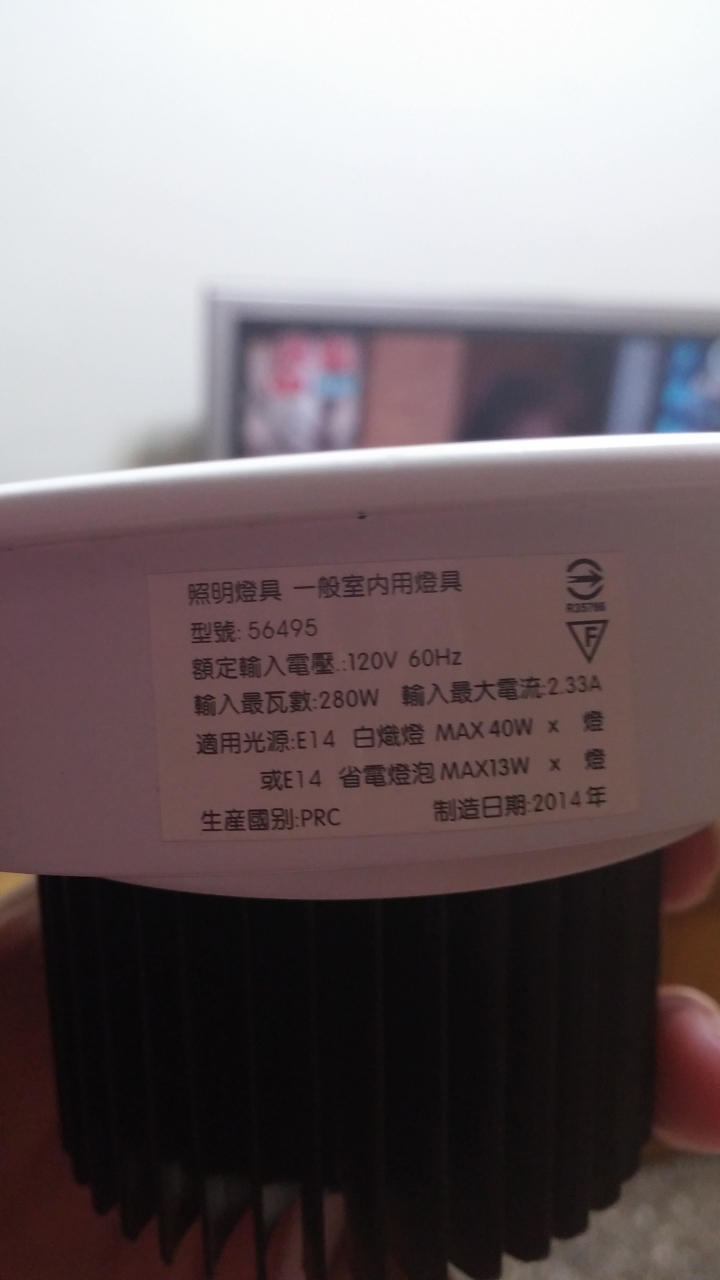 照明燈具 一般室內用燈具
R35786
型號: 56495
F
額定輸入電壓.:120V 60Hz
輸入最瓦數:280W 輸入最大電流:2.33A
適用光源:E14 白熾燈 MAX 40W x 燈
或E14 省電燈泡 MAX13W x 燈
生産國别:PRC 制造日期:2014年